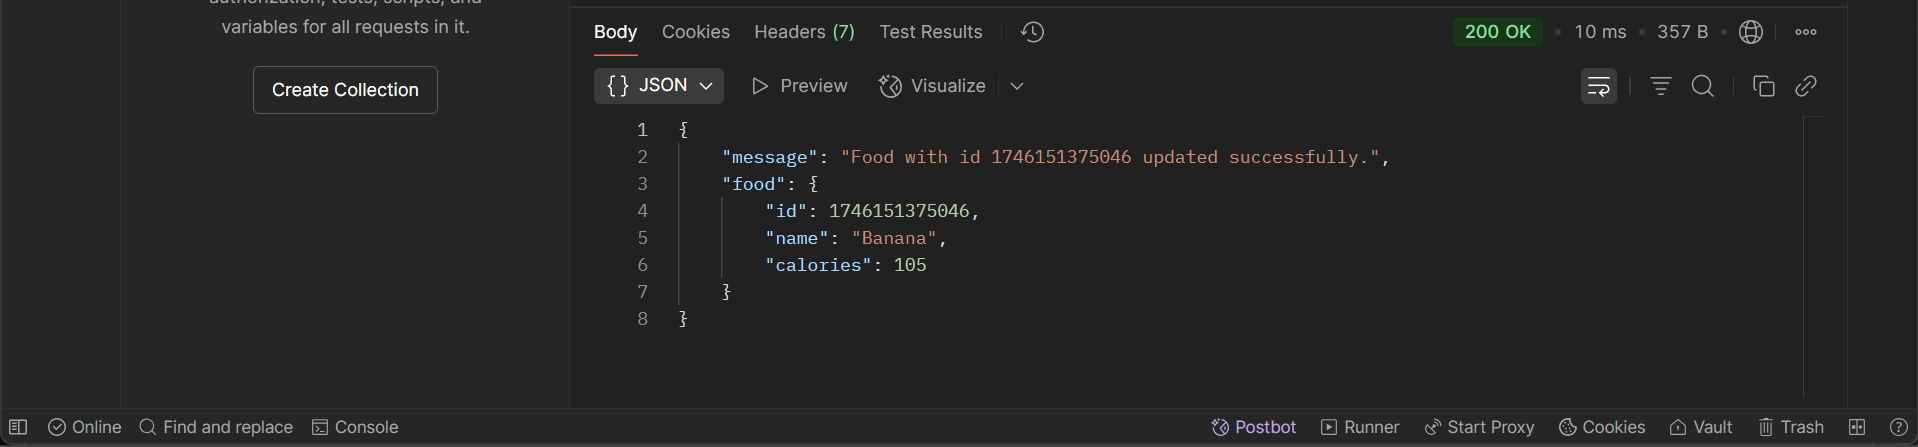 authorization, tests, scripts, and
variables for all requests in it.
Create Collection
Body Cookies Headers (7) Test Results 200 OK • 10 ms • 357 B •
{} JSON Preview Visualize
1 {
2 "message": "Food with id 1746151375046 updated successfully.",
3 "food": {
4 "id": 1746151375046,
5 "name": "Banana",
6 "calories": 105
7 }
8 }
Online Find and replace Console Postbot Runner Start Proxy Cookies Vault Trash